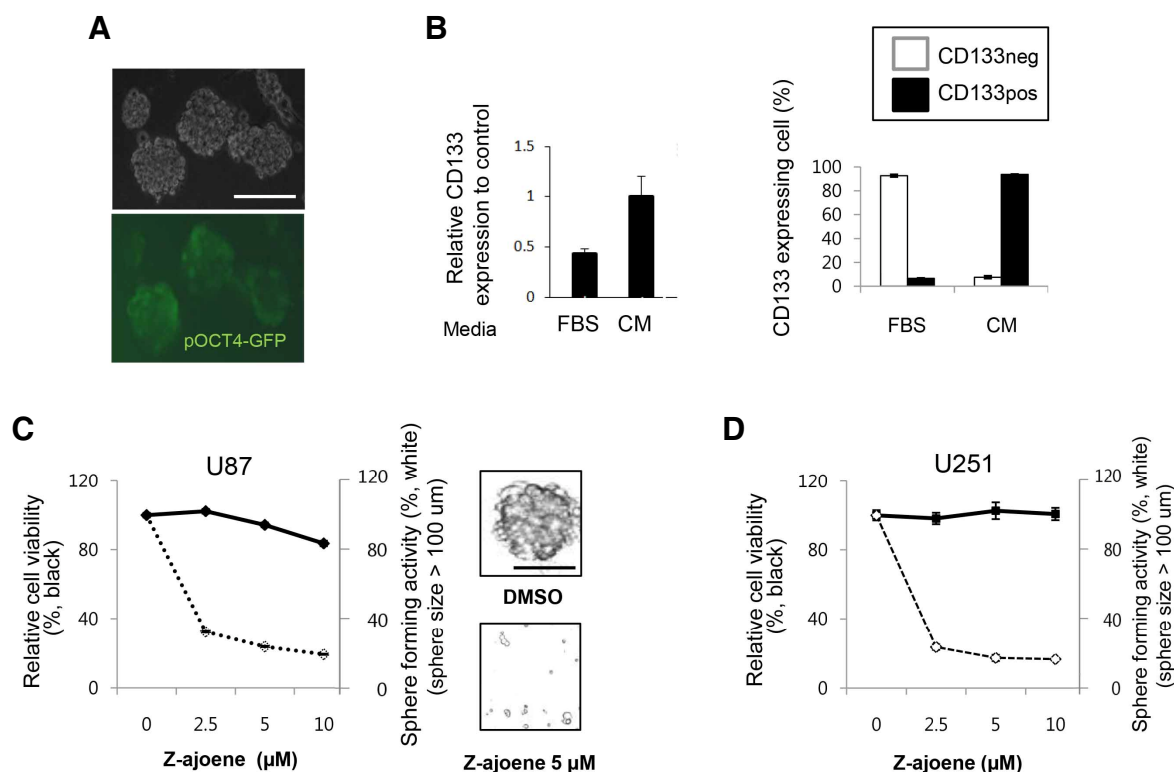 A
pOCT4-GFP
B
Relative CD133
expression to control
1.5
1
0.5
0
Media
FBS
CM
CD133neg
CD133pos
CD133 expressing cell (%)
100
80
60
40
20
0
FBS
CM
C
U87
Relative cell viability
(%, black)
120
80
40
0
120
80
40
0
Sphere forming activity (%, white)
(sphere size > 100 um)
0
2.5
5
10
Z-ajoene (µM)
DMSO
Z-ajoene 5 µM
D
U251
Relative cell viability
(%, black)
120
80
40
0
120
80
40
0
Sphere forming activity (%, white)
(sphere size > 100 um)
0
2.5
5
10
Z-ajoene (µM)